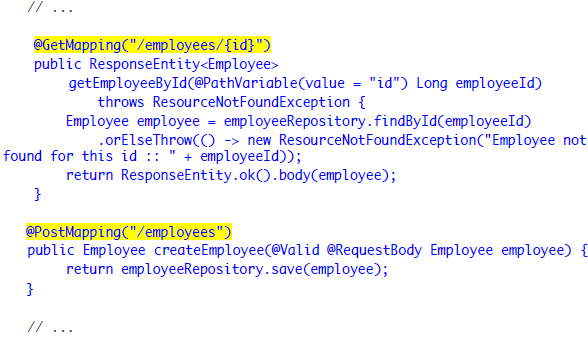 // ...
@GetMapping("/employees/{id}")
public ResponseEntity<Employee>
getEmployeeById(@PathVariable(value = "id") Long employeeId)
throws ResourceNotFoundException {
Employee employee = employeeRepository.findById(employeeId)
.orElseThrow(() -> new ResourceNotFoundException("Employee not
found for this id :: " + employeeId));
return ResponseEntity.ok().body(employee);
}
@PostMapping("/employees")
public Employee createEmployee(@Valid @RequestBody Employee employee) {
return employeeRepository.save(employee);
}
// ...